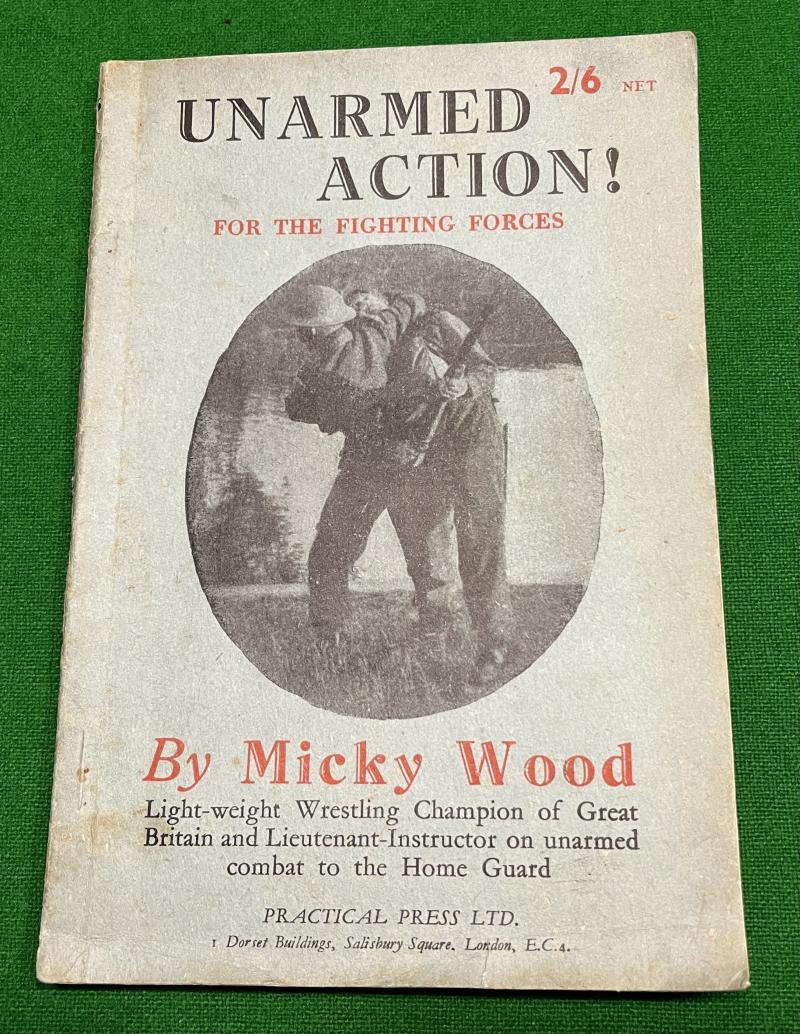 2/6 NET
UNARMED
ACTION!
FOR THE FIGHTING FORCES
By Micky Wood
Light-weight Wrestling Champion of Great
Britain and Lieutenant-Instructor on unarmed
combat to the Home Guard
PRACTICAL PRESS LTD.
1 Dorset Buildings, Salisbury Square. London, E.C.4.